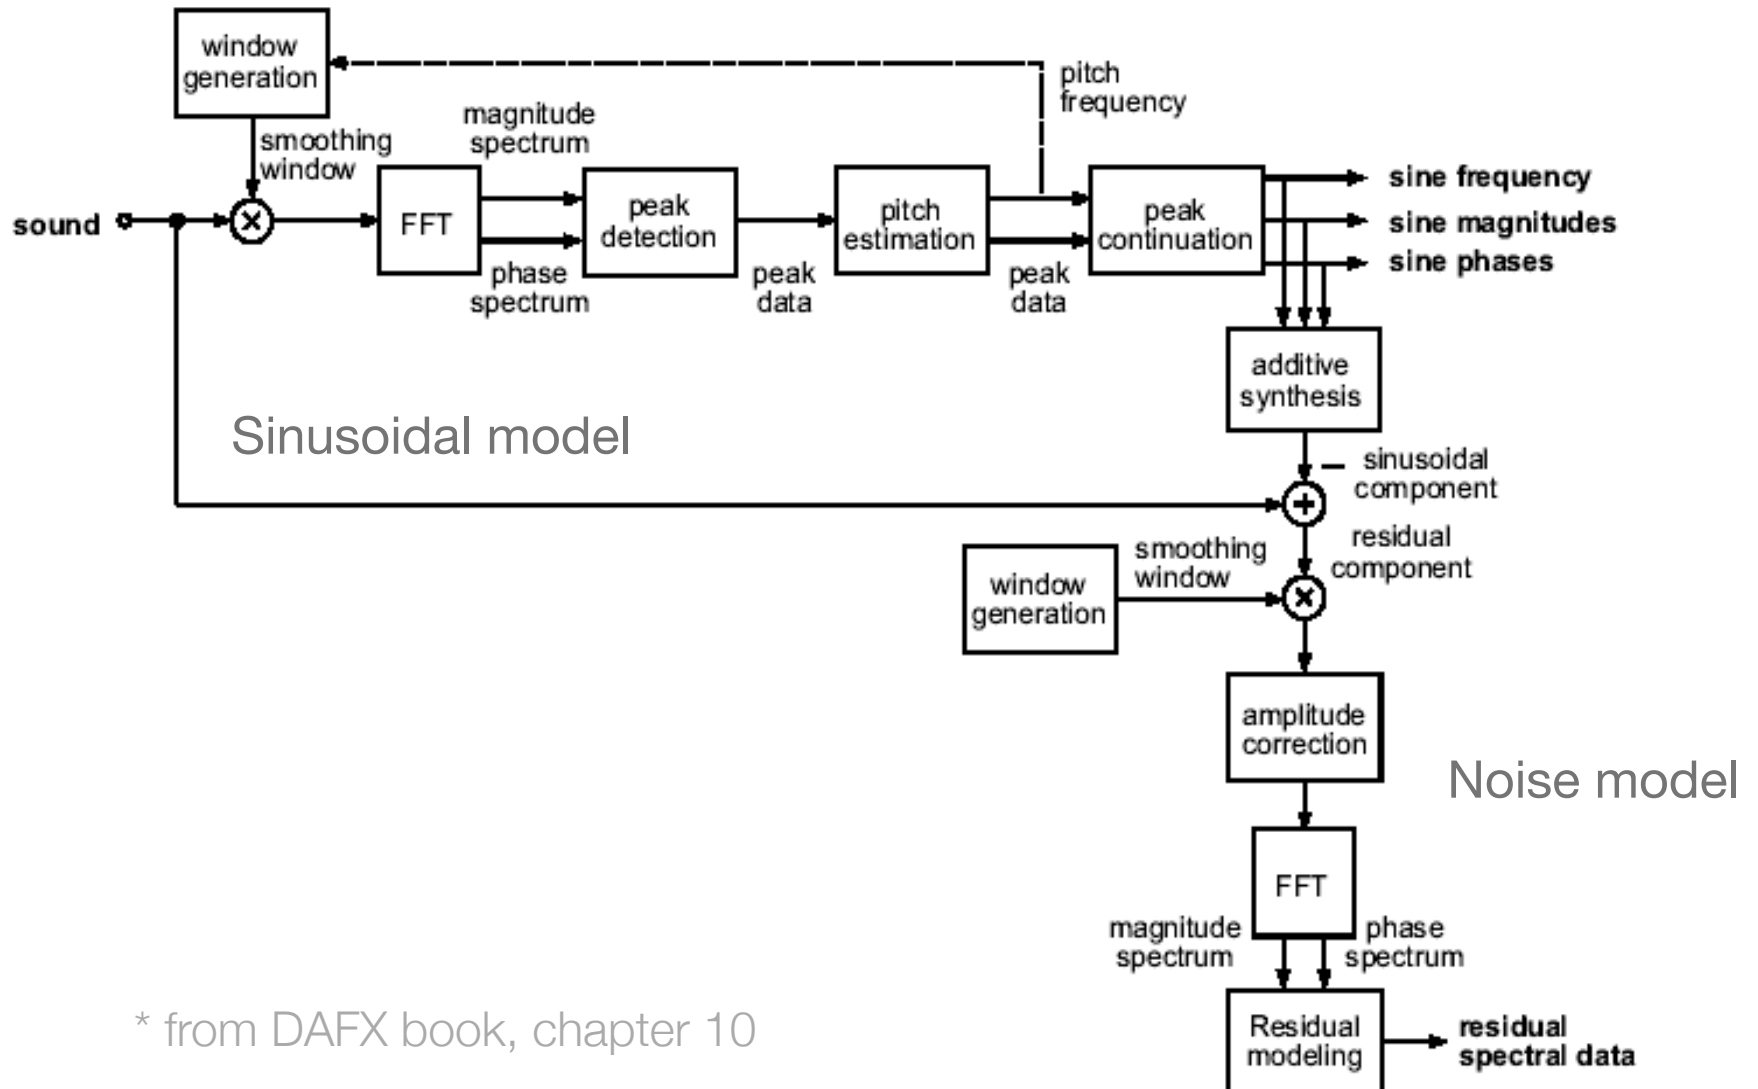 window
generation
pitch
frequency
magnitude
spectrum
smoothing
window
sound
FFT
peak
detection
pitch
estimation
peak
continuation
sine frequency
sine magnitudes
sine phases
phase
spectrum
peak
data
peak
data
additive
synthesis
Sinusoidal model
sinusoidal
component
residual
component
smoothing
window
window
generation
amplitude
correction
Noise model
FFT
magnitude
spectrum
phase
spectrum
Residual
modeling
residual
spectral data
* from DAFX book, chapter 10